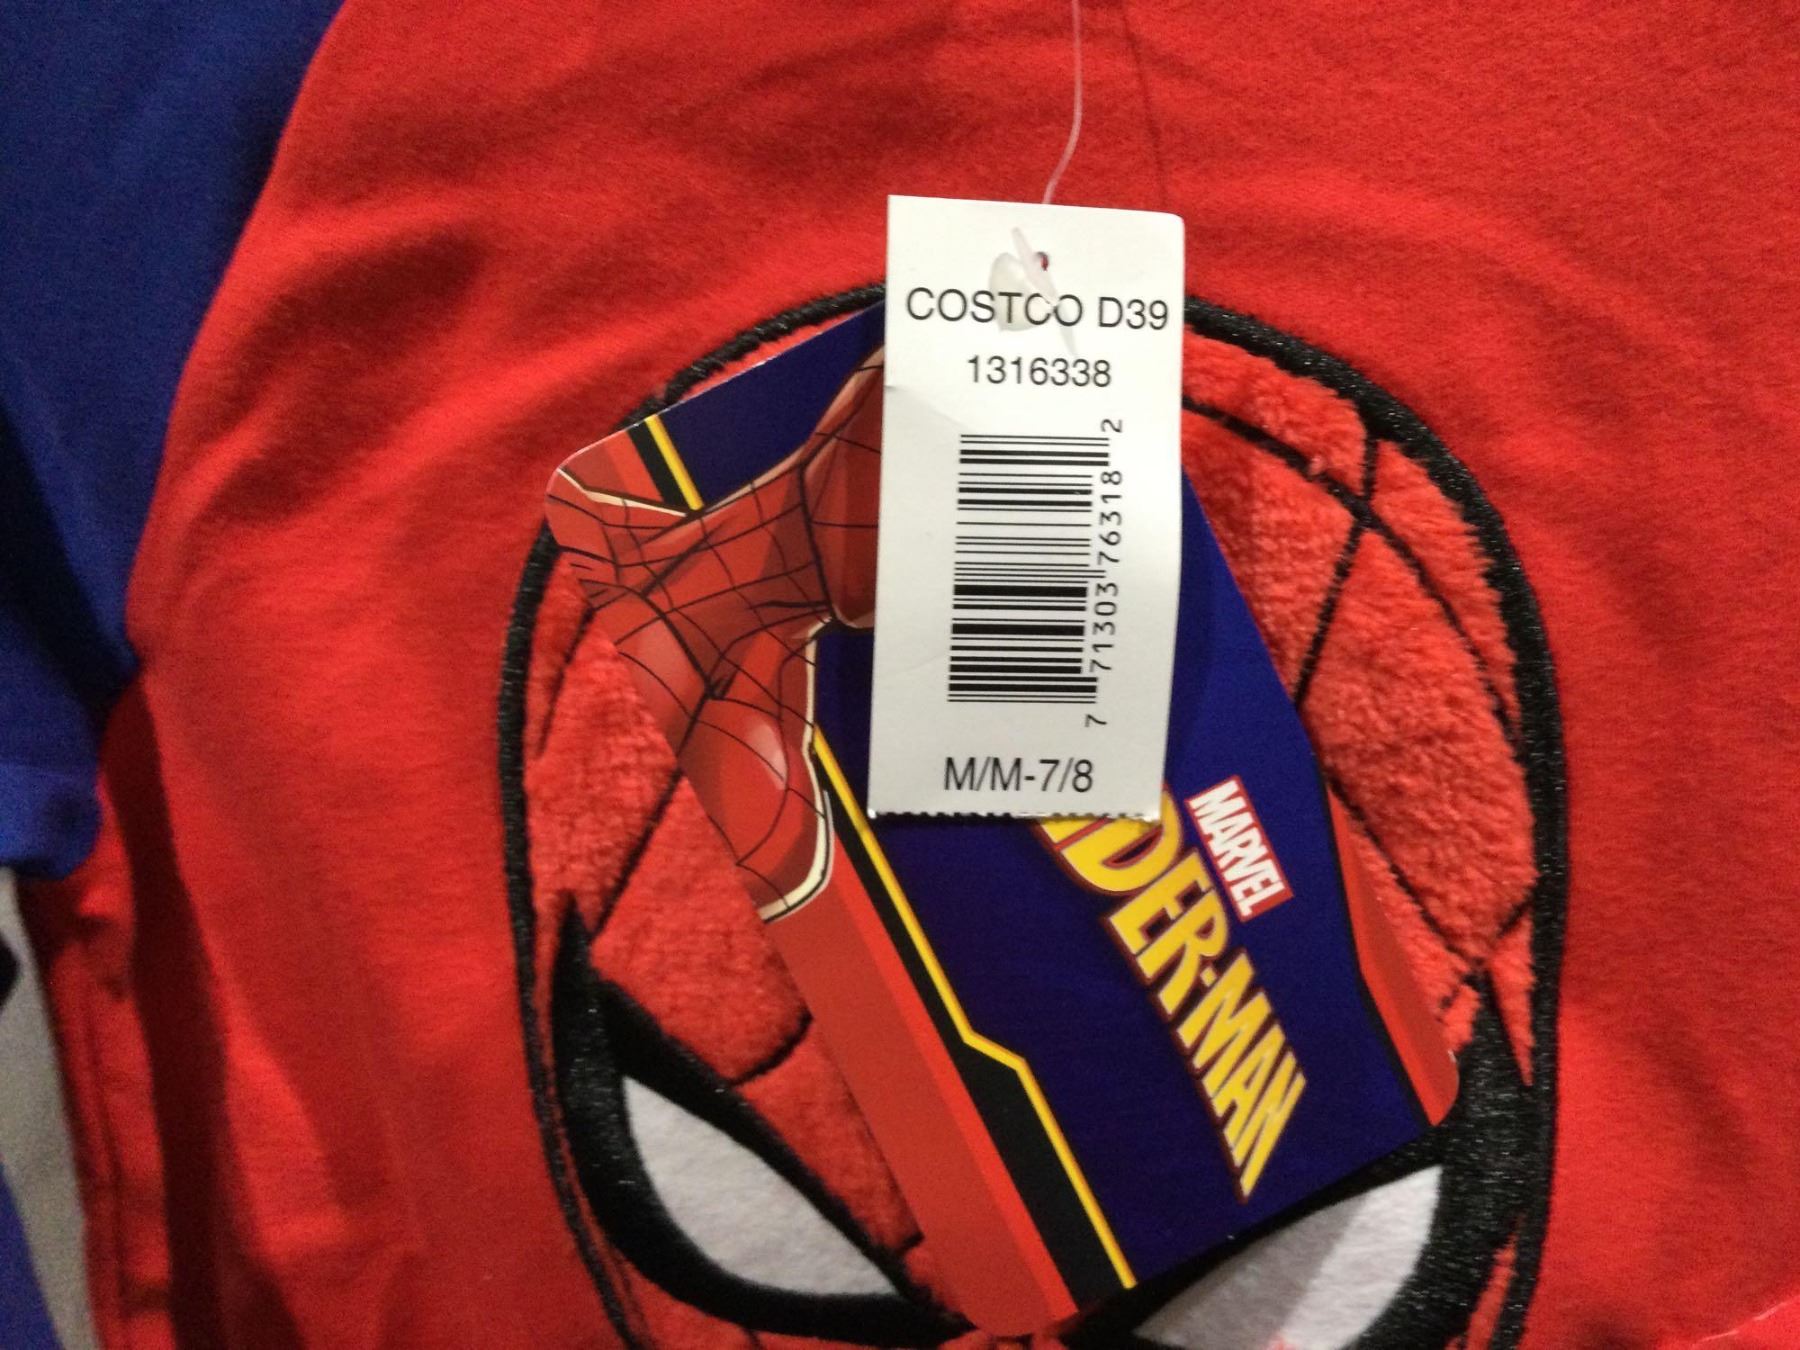 COSTCO D39
1316338
7 71303 76318 2
M/M-7/8
MARVEL
DER-MAN